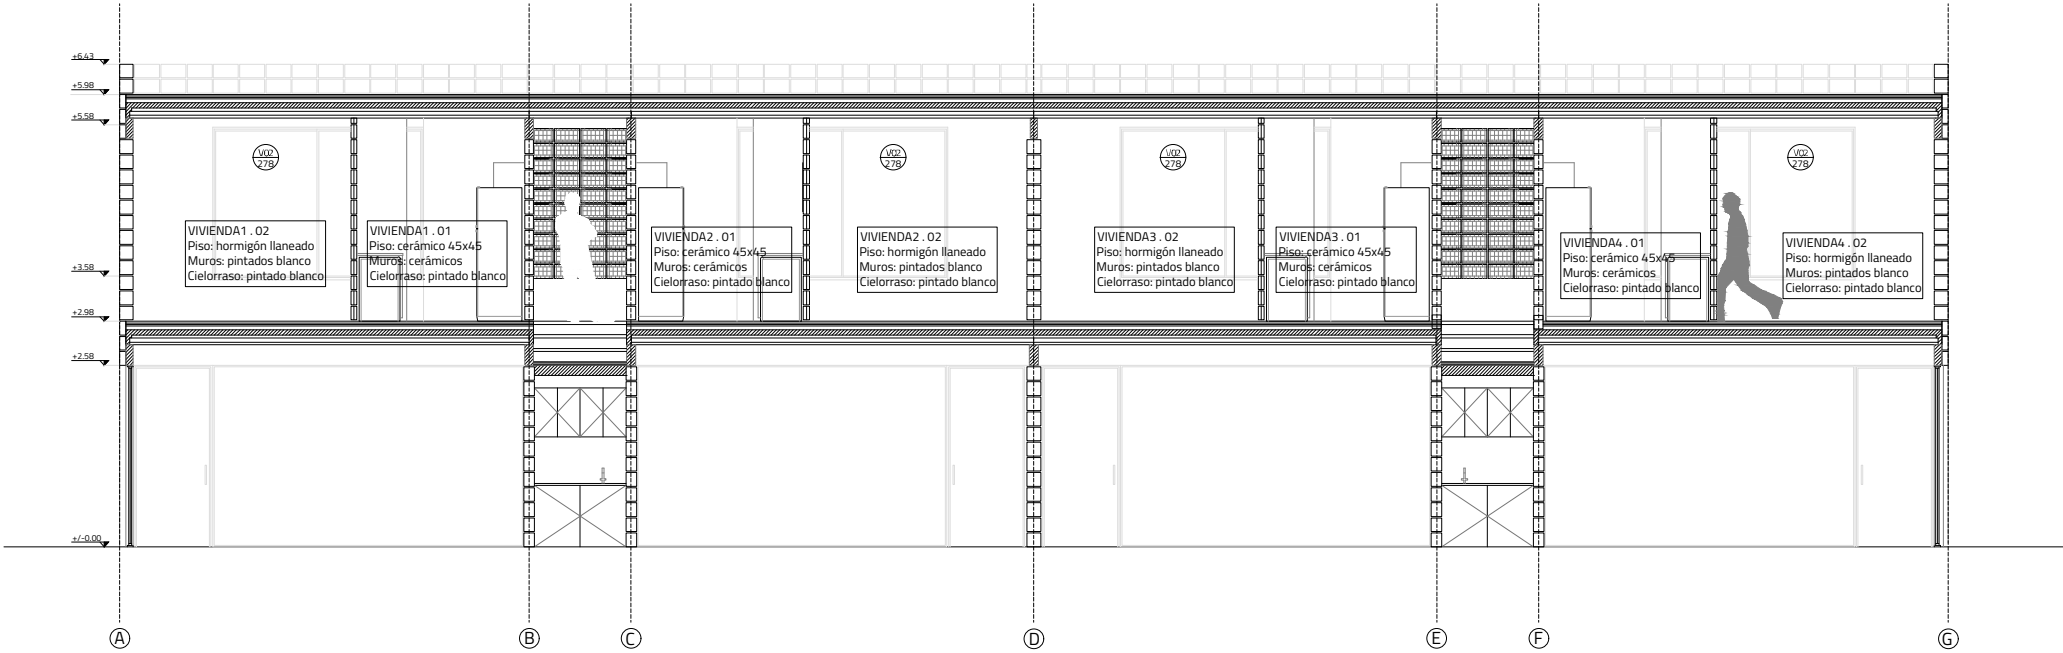 +6.43
+5.98
+5.58
+3.58
+2.98
+2.58
+/-0.00
V02
278
V02
278
V02
278
V02
278
VIVIENDA1 . 02
Piso: hormigón llaneado
Muros: pintados blanco
Cielorraso: pintado blanco
VIVIENDA1 . 01
Piso: cerámico 45x45
Muros: cerámicos
Cielorraso: pintado blanco
VIVIENDA2 . 01
Piso: cerámico 45x45
Muros: cerámicos
Cielorraso: pintado blanco
VIVIENDA2 . 02
Piso: hormigón llaneado
Muros: pintados blanco
Cielorraso: pintado blanco
VIVIENDA3 . 02
Piso: hormigón llaneado
Muros: pintados blanco
Cielorraso: pintado blanco
VIVIENDA3 . 01
Piso: cerámico 45x45
Muros: cerámicos
Cielorraso: pintado blanco
VIVIENDA4 . 01
Piso: cerámico 45x45
Muros: cerámicos
Cielorraso: pintado blanco
VIVIENDA4 . 02
Piso: hormigón llaneado
Muros: pintados blanco
Cielorraso: pintado blanco
A
B
C
D
E
F
G